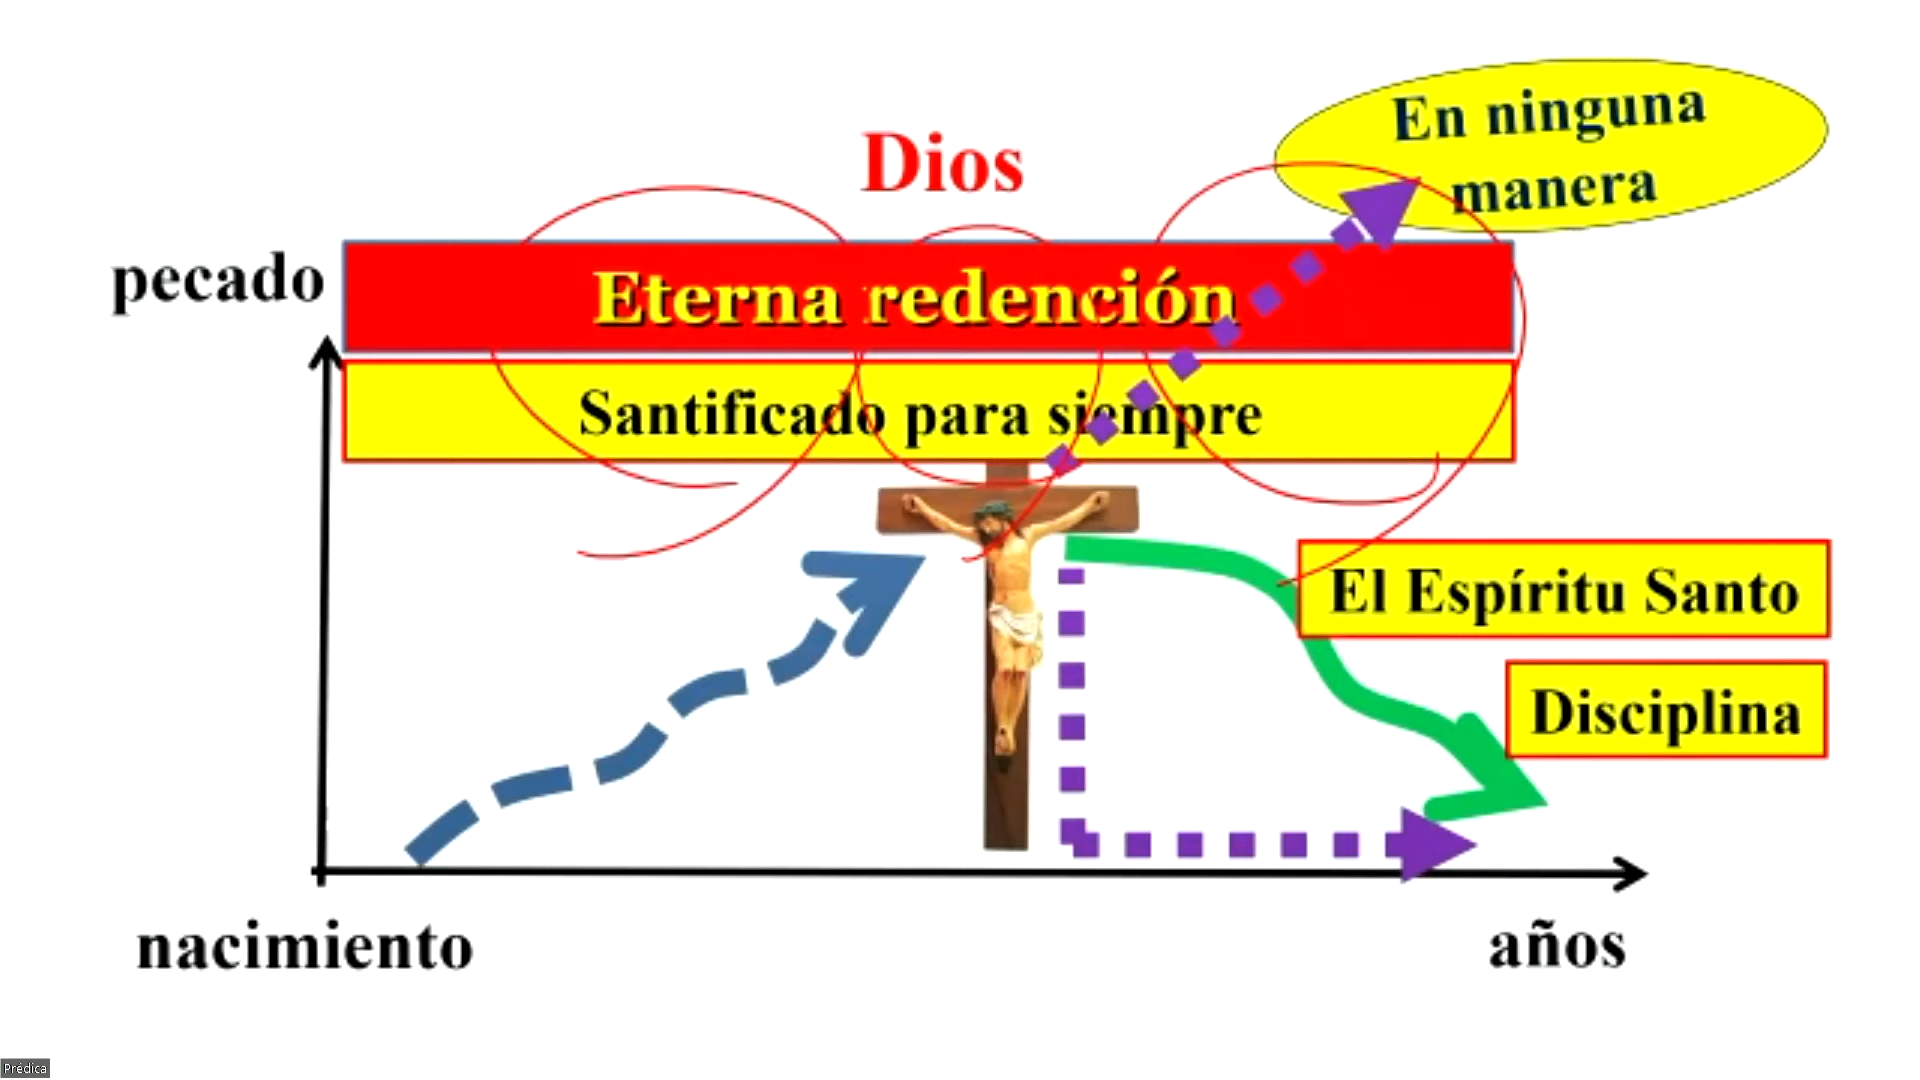 En ninguna
manera
Dios
pecado
Eterna redención
Santificado para siempre
El Espíritu Santo
Disciplina
nacimiento
años
Prédica